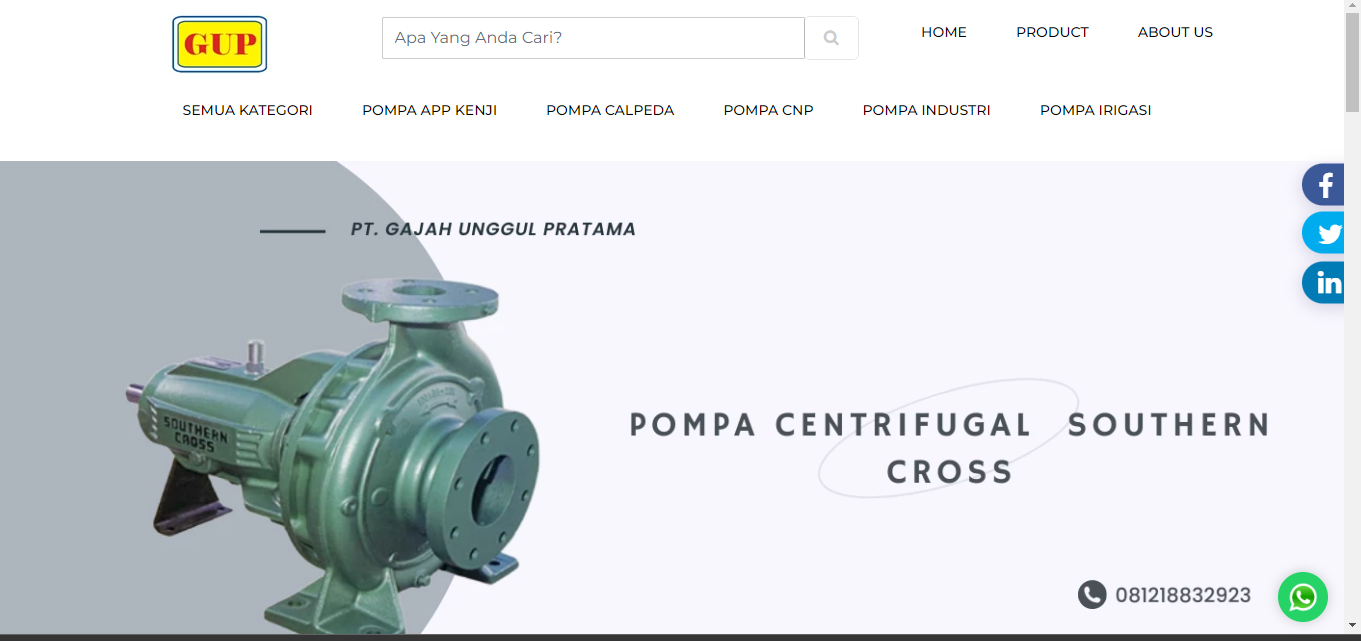 GUP
Apa Yang Anda Cari?
HOME
PRODUCT
ABOUT US
SEMUA KATEGORI
POMPA APP KENJI
POMPA CALPEDA
POMPA CNP
POMPA INDUSTRI
POMPA IRIGASI
PT. GAJAH UNGGUL PRATAMA
SOUTHERN
CROSS
POMPA CENTRIFUGAL SOUTHERN
CROSS
081218832923